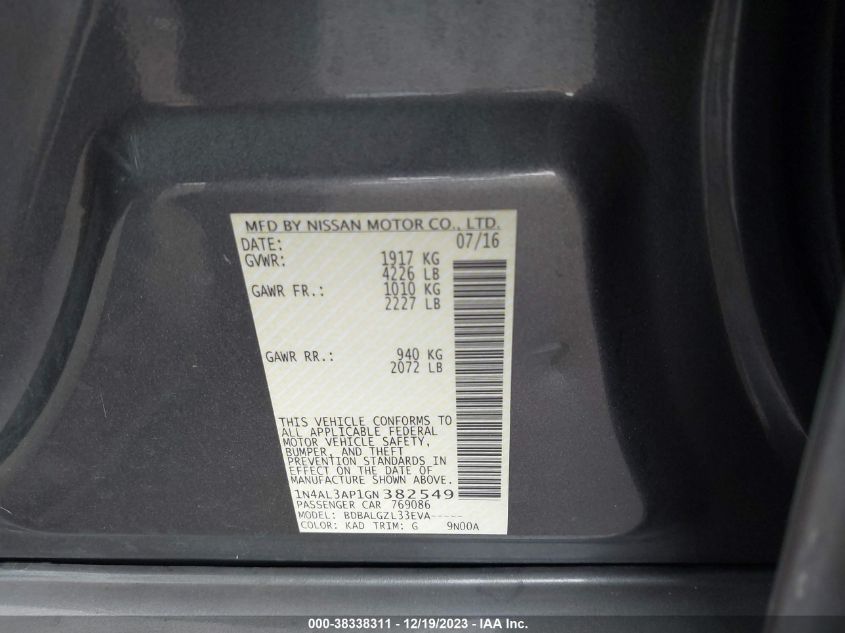 MFD BY NISSAN MOTOR CO., LTD.
DATE: 07/16
GVWR: 1917 KG
4226 LB
GAWR FR.: 1010 KG
2227 LB
GAWR RR.: 940 KG
2072 LB
THIS VEHICLE CONFORMS TO
ALL APPLICABLE FEDERAL
MOTOR VEHICLE SAFETY,
BUMPER, AND THEFT
PREVENTION STANDARDS IN
EFFECT ON THE DATE OF
MANUFACTURE SHOWN ABOVE.
1N4AL3AP1GN382549
PASSENGER CAR 769086
MODEL: BDBALGZL33EVA-----
COLOR: KAD TRIM: G 9N00A
000-38338311 - 12/19/2023 - IAA Inc.